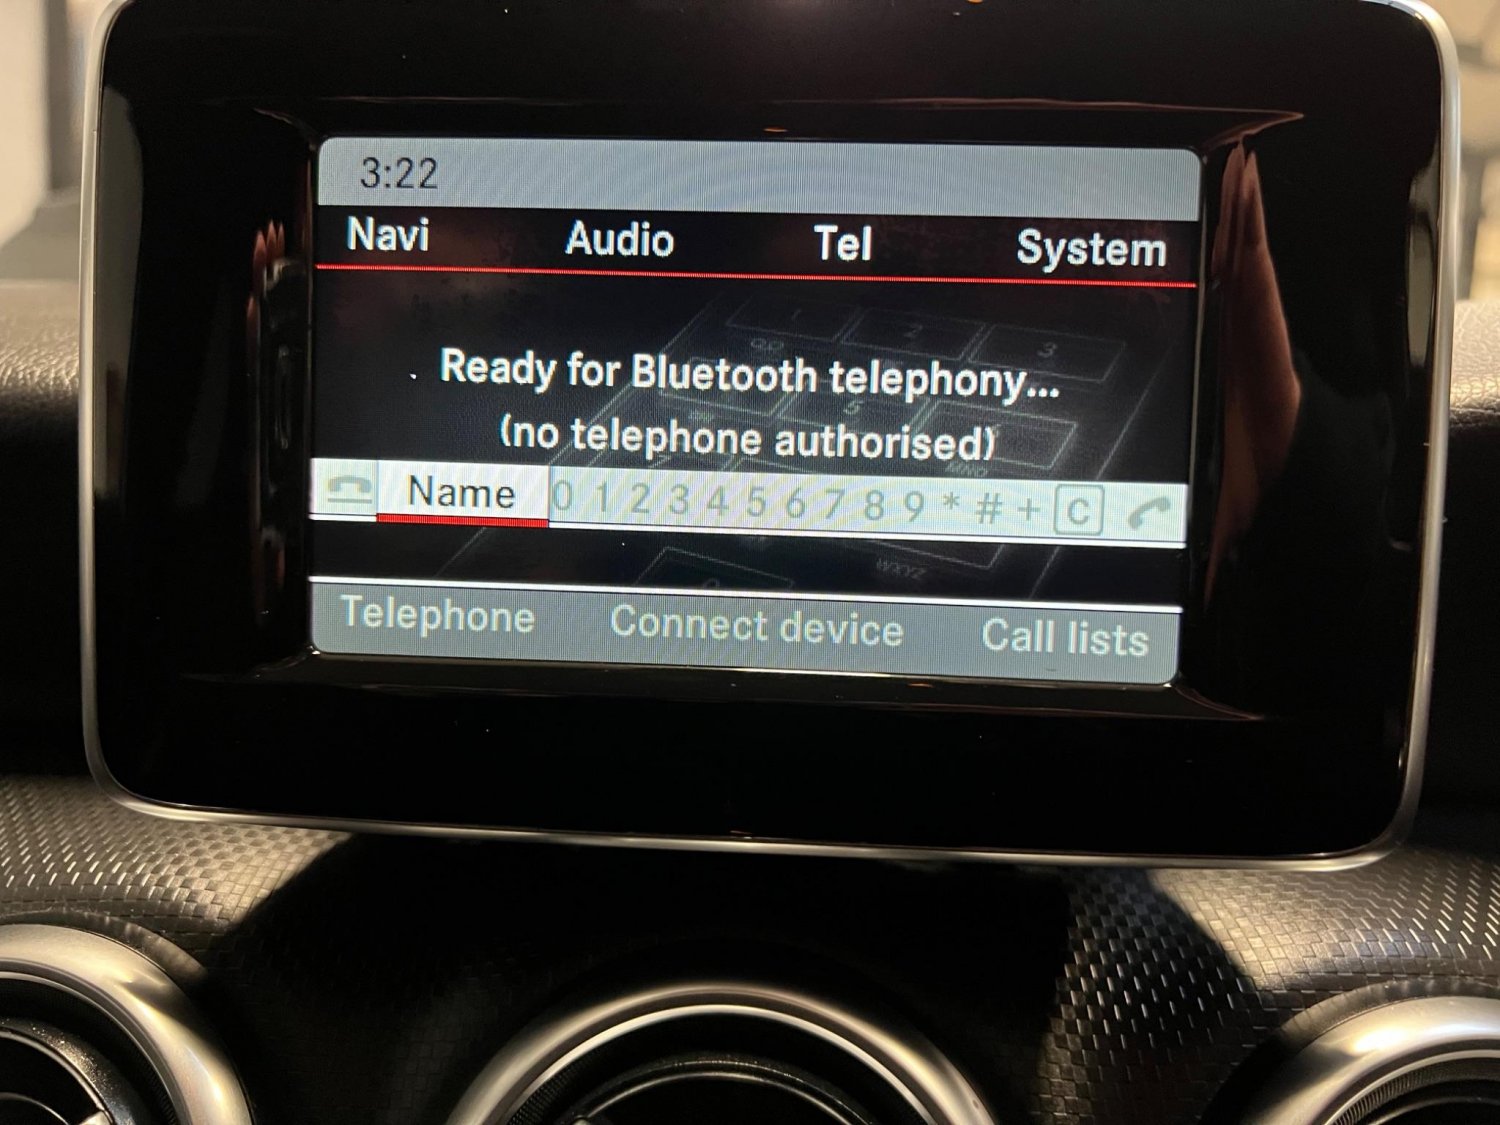 3:22
Navi Audio Tel System
Ready for Bluetooth telephony...
(no telephone authorised)
Name 0 1 2 3 4 5 6 7 8 9 * # + C
Telephone Connect device Call lists